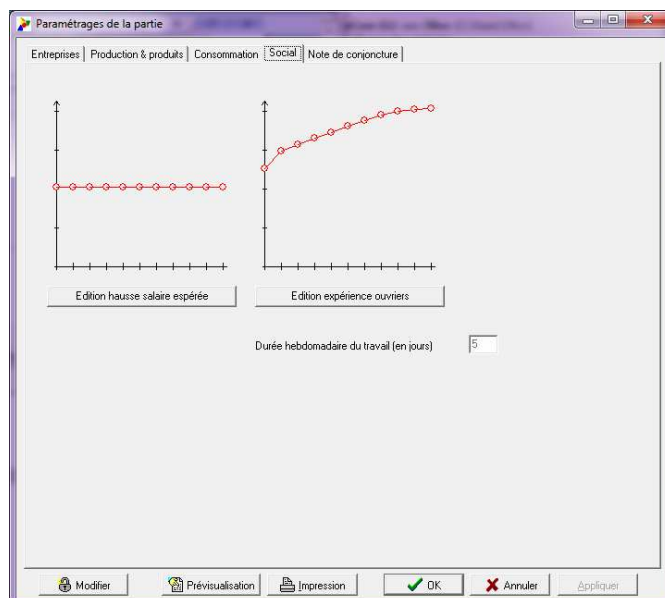 Paramétrages de la partie
Entreprises Production & produits Consommation Social Note de conjoncture
Edition hausse salaire espérée Edition expérience ouvriers
Durée hebdomadaire du travail (en jours) 5
Modifier Prévisualisation Impression OK Annuler Appliquer